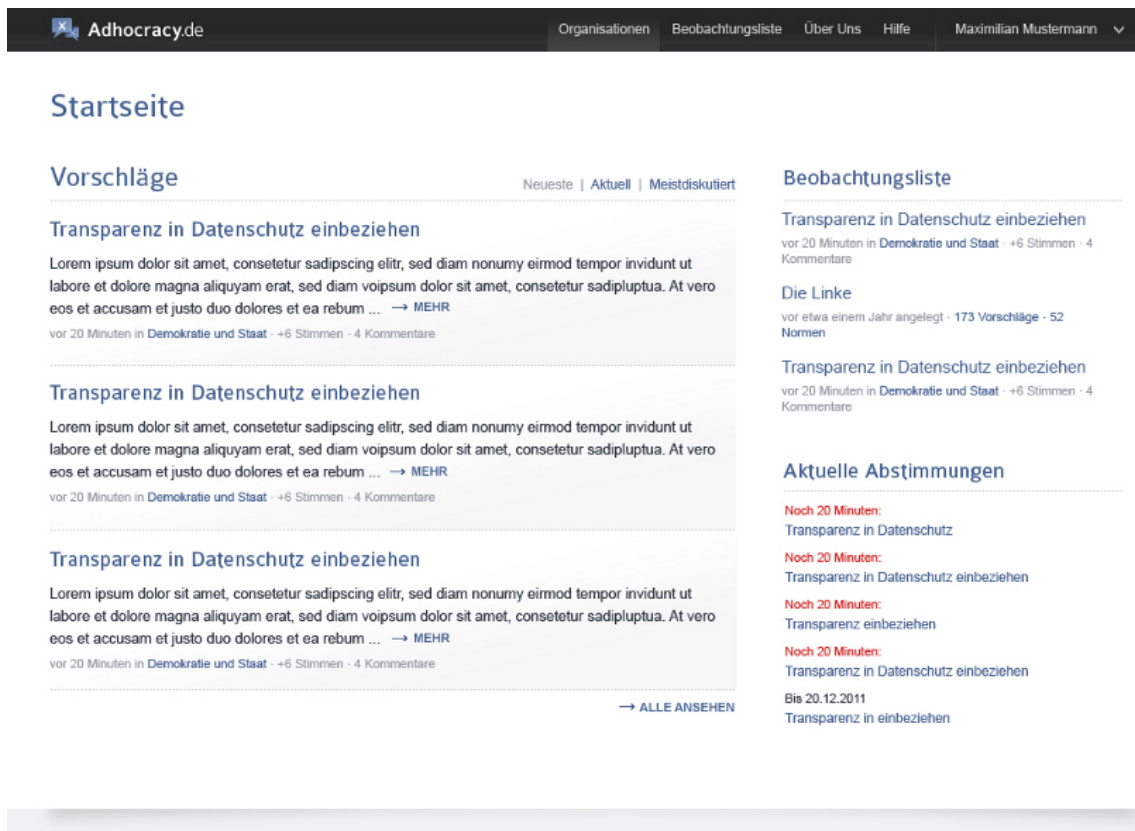 Adhocracy.de
Organisationen Beobachtungsliste Über Uns Hilfe Maximilian Mustermann
Startseite
Vorschläge
Neueste | Aktuell | Meistdiskutiert
Transparenz in Datenschutz einbeziehen
Lorem ipsum dolor sit amet, consetetur sadipscing elitr, sed diam nonumy eirmod tempor invidunt ut
labore et dolore magna aliquyam erat, sed diam voipsum dolor sit amet, consetetur sadipluptua. At vero
eos et accusam et justo duo dolores et ea rebum ... → MEHR
vor 20 Minuten in Demokratie und Staat · +6 Stimmen · 4 Kommentare
Transparenz in Datenschutz einbeziehen
Lorem ipsum dolor sit amet, consetetur sadipscing elitr, sed diam nonumy eirmod tempor invidunt ut
labore et dolore magna aliquyam erat, sed diam voipsum dolor sit amet, consetetur sadipluptua. At vero
eos et accusam et justo duo dolores et ea rebum ... → MEHR
vor 20 Minuten in Demokratie und Staat · +6 Stimmen · 4 Kommentare
Transparenz in Datenschutz einbeziehen
Lorem ipsum dolor sit amet, consetetur sadipscing elitr, sed diam nonumy eirmod tempor invidunt ut
labore et dolore magna aliquyam erat, sed diam voipsum dolor sit amet, consetetur sadipluptua. At vero
eos et accusam et justo duo dolores et ea rebum ... → MEHR
vor 20 Minuten in Demokratie und Staat · +6 Stimmen · 4 Kommentare
→ ALLE ANSEHEN
Beobachtungsliste
Transparenz in Datenschutz einbeziehen
vor 20 Minuten in Demokratie und Staat · +6 Stimmen · 4
Kommentare
Die Linke
vor etwa einem Jahr angelegt · 173 Vorschläge · 52
Normen
Transparenz in Datenschutz einbeziehen
vor 20 Minuten in Demokratie und Staat · +6 Stimmen · 4
Kommentare
Aktuelle Abstimmungen
Noch 20 Minuten:
Transparenz in Datenschutz
Noch 20 Minuten:
Transparenz in Datenschutz einbeziehen
Noch 20 Minuten:
Transparenz einbeziehen
Noch 20 Minuten:
Transparenz in Datenschutz einbeziehen
Bis 20.12.2011
Transparenz in einbeziehen